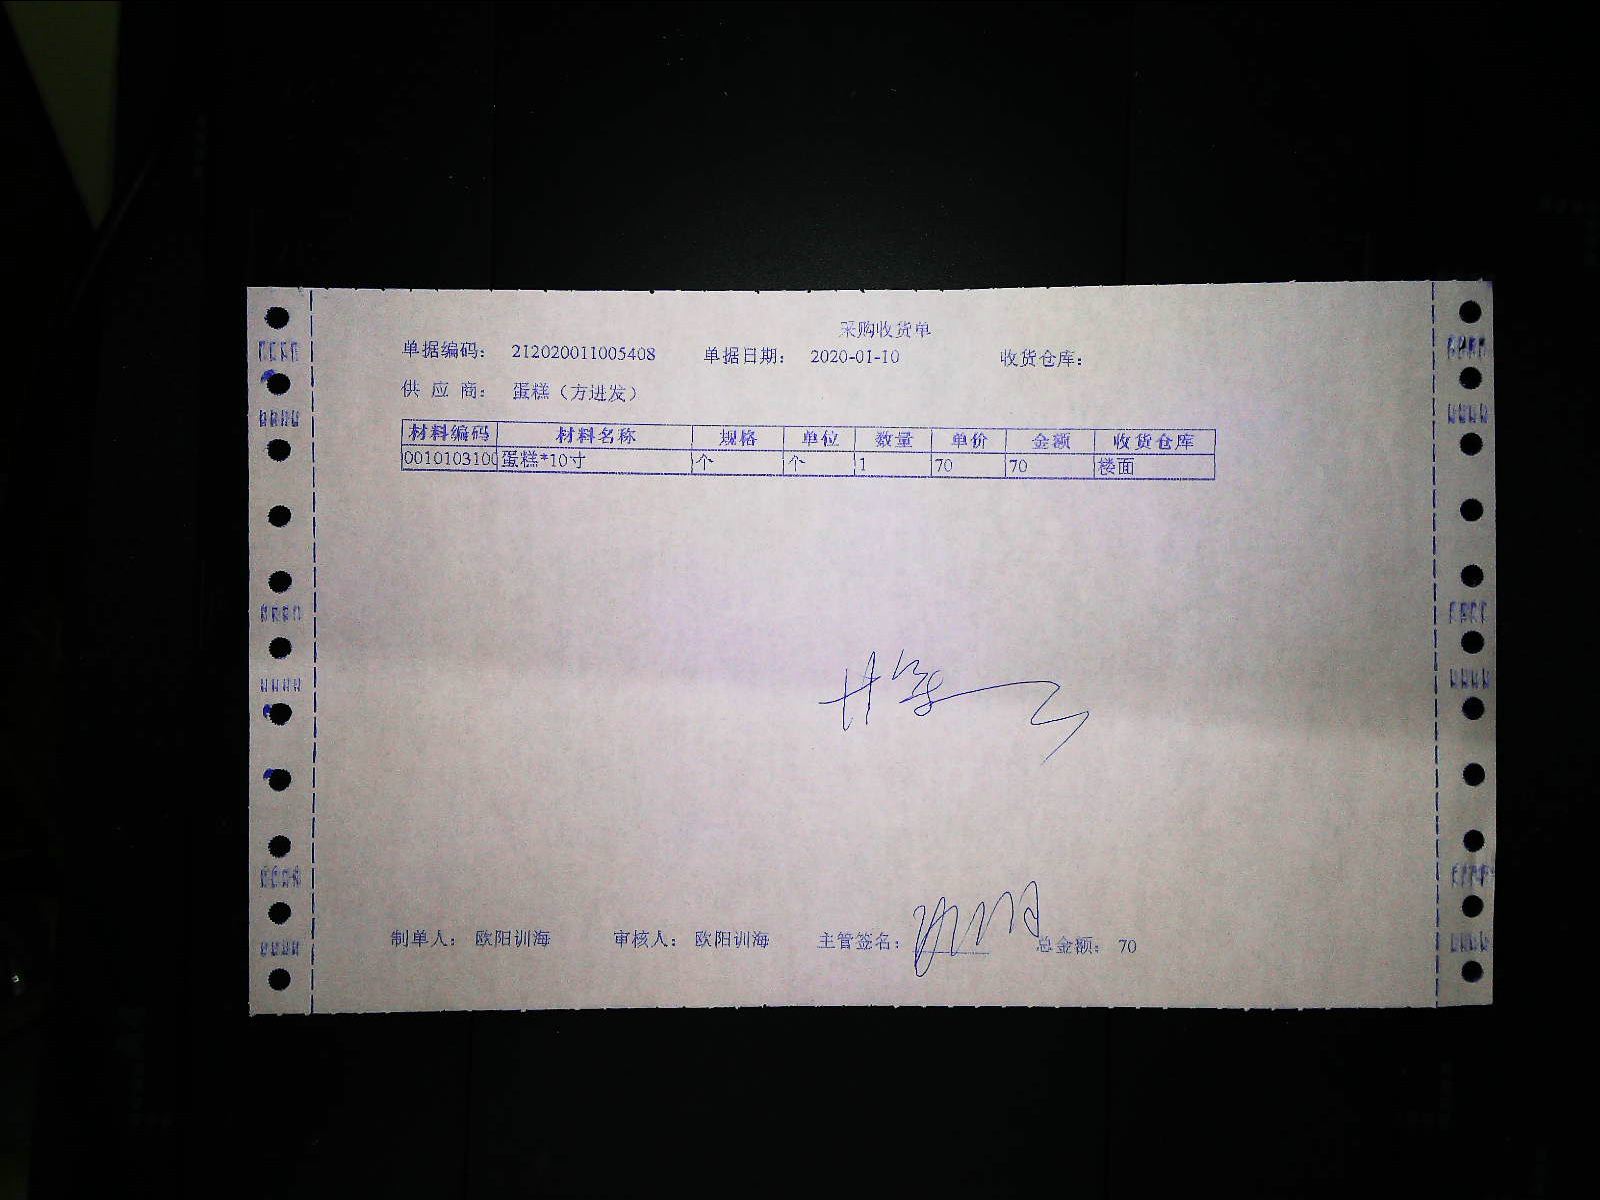 采购收货单
单据编码： 212020011005408 单据日期： 2020-01-10 收货仓库：
供 应 商： 蛋糕（方进发）
材料编码 材料名称 规格 单位 数量 单价 金额 收货仓库
0010103100 蛋糕*10寸 个 个 1 70 70 楼面
制单人： 欧阳训海 审核人： 欧阳训海 主管签名： 总金额： 70